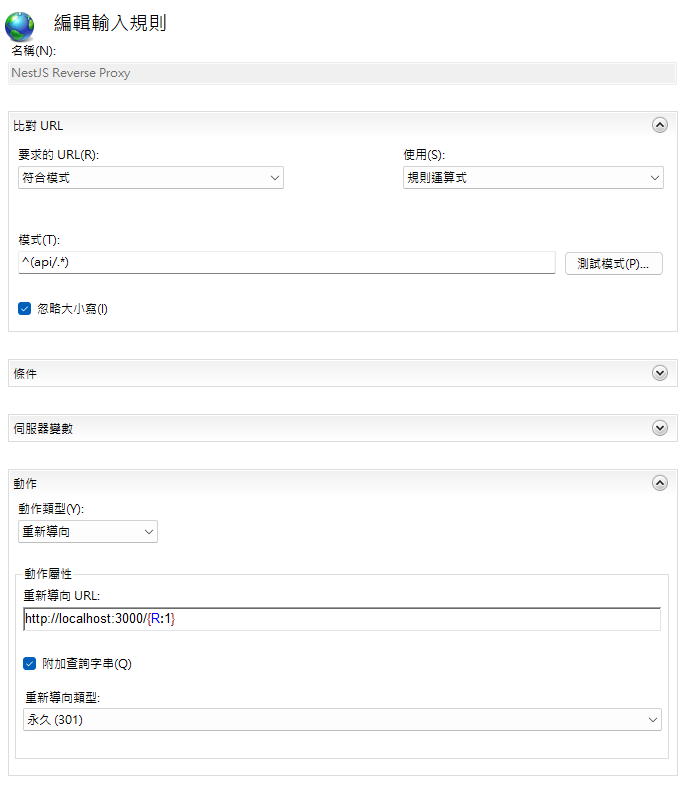 編輯輸入規則
名稱(N):
NestJS Reverse Proxy
比對 URL
要求的 URL(R):
使用(S):
符合模式
規則運算式
模式(T):
^(api/.*)
測試模式(P)...
忽略大小寫(I)
條件
伺服器變數
動作
動作類型(Y):
重新導向
動作屬性
重新導向 URL:
http://localhost:3000/{R:1}
附加查詢字串(Q)
重新導向類型:
永久 (301)